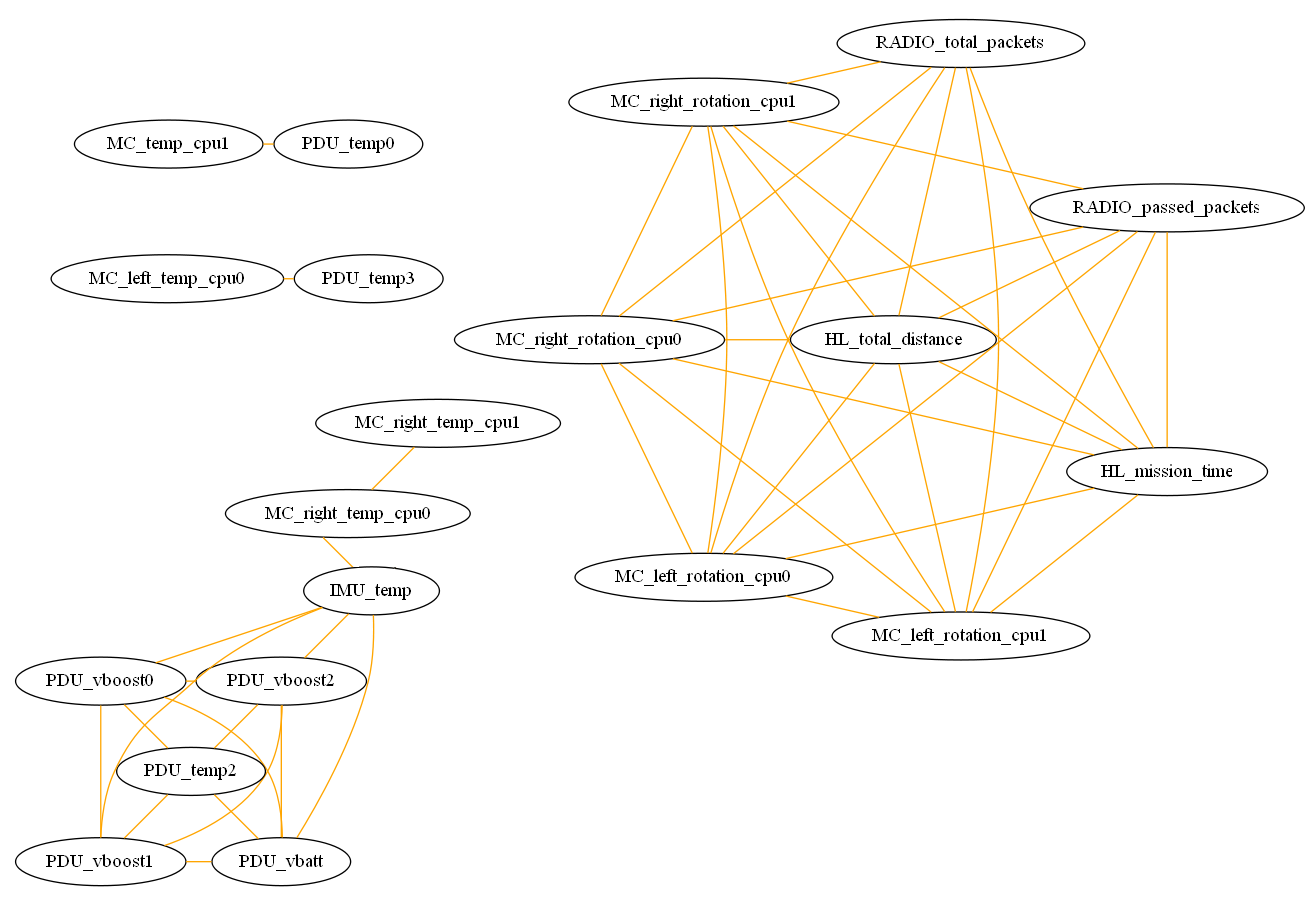 RADIO_total_packets
MC_right_rotation_cpu1
MC_temp_cpu1
PDU_temp0
RADIO_passed_packets
MC_left_temp_cpu0
PDU_temp3
MC_right_rotation_cpu0
HL_total_distance
MC_right_temp_cpu1
HL_mission_time
MC_right_temp_cpu0
MC_left_rotation_cpu0
IMU_temp
MC_left_rotation_cpu1
PDU_vboost0
PDU_vboost2
PDU_temp2
PDU_vboost1
PDU_vbatt